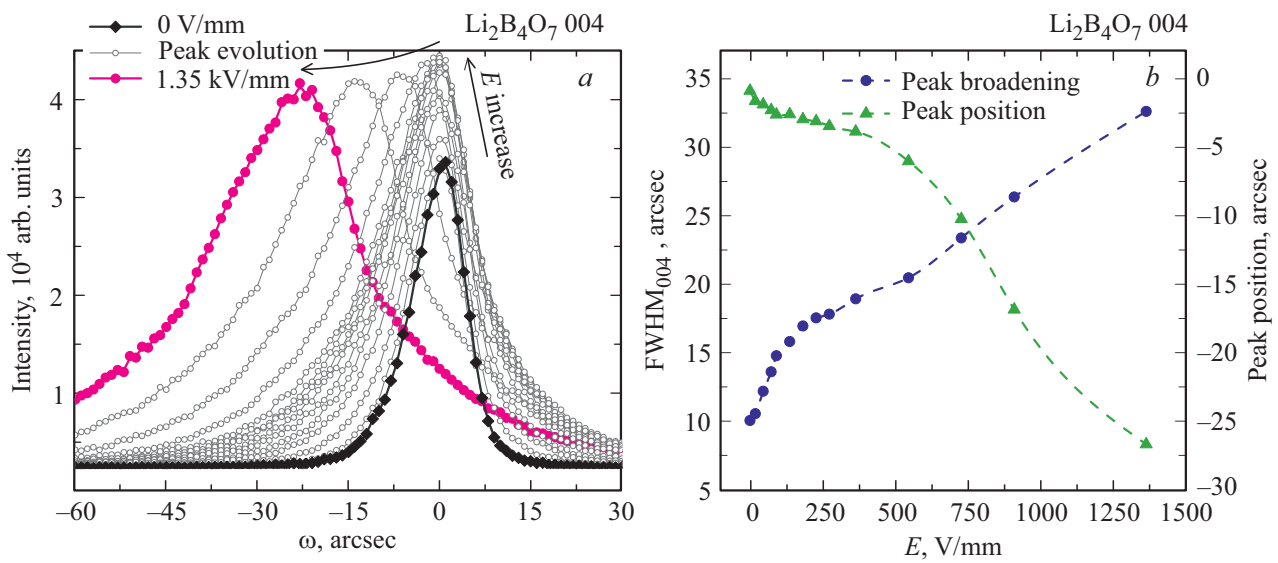 0 V/mm
Peak evolution
1.35 kV/mm
Li2B4O7 004
a
E increase
4
3
2
1
Intensity, 10^4 arb. units
–60
–45
–30
–15
0
15
30
ω, arcsec
Li2B4O7 004
b
Peak broadening
Peak position
35
30
25
20
15
10
5
FWHM004 , arcsec
0
–5
–10
–15
–20
–25
–30
Peak position, arcsec
0
250
500
750
1000
1250
1500
E, V/mm